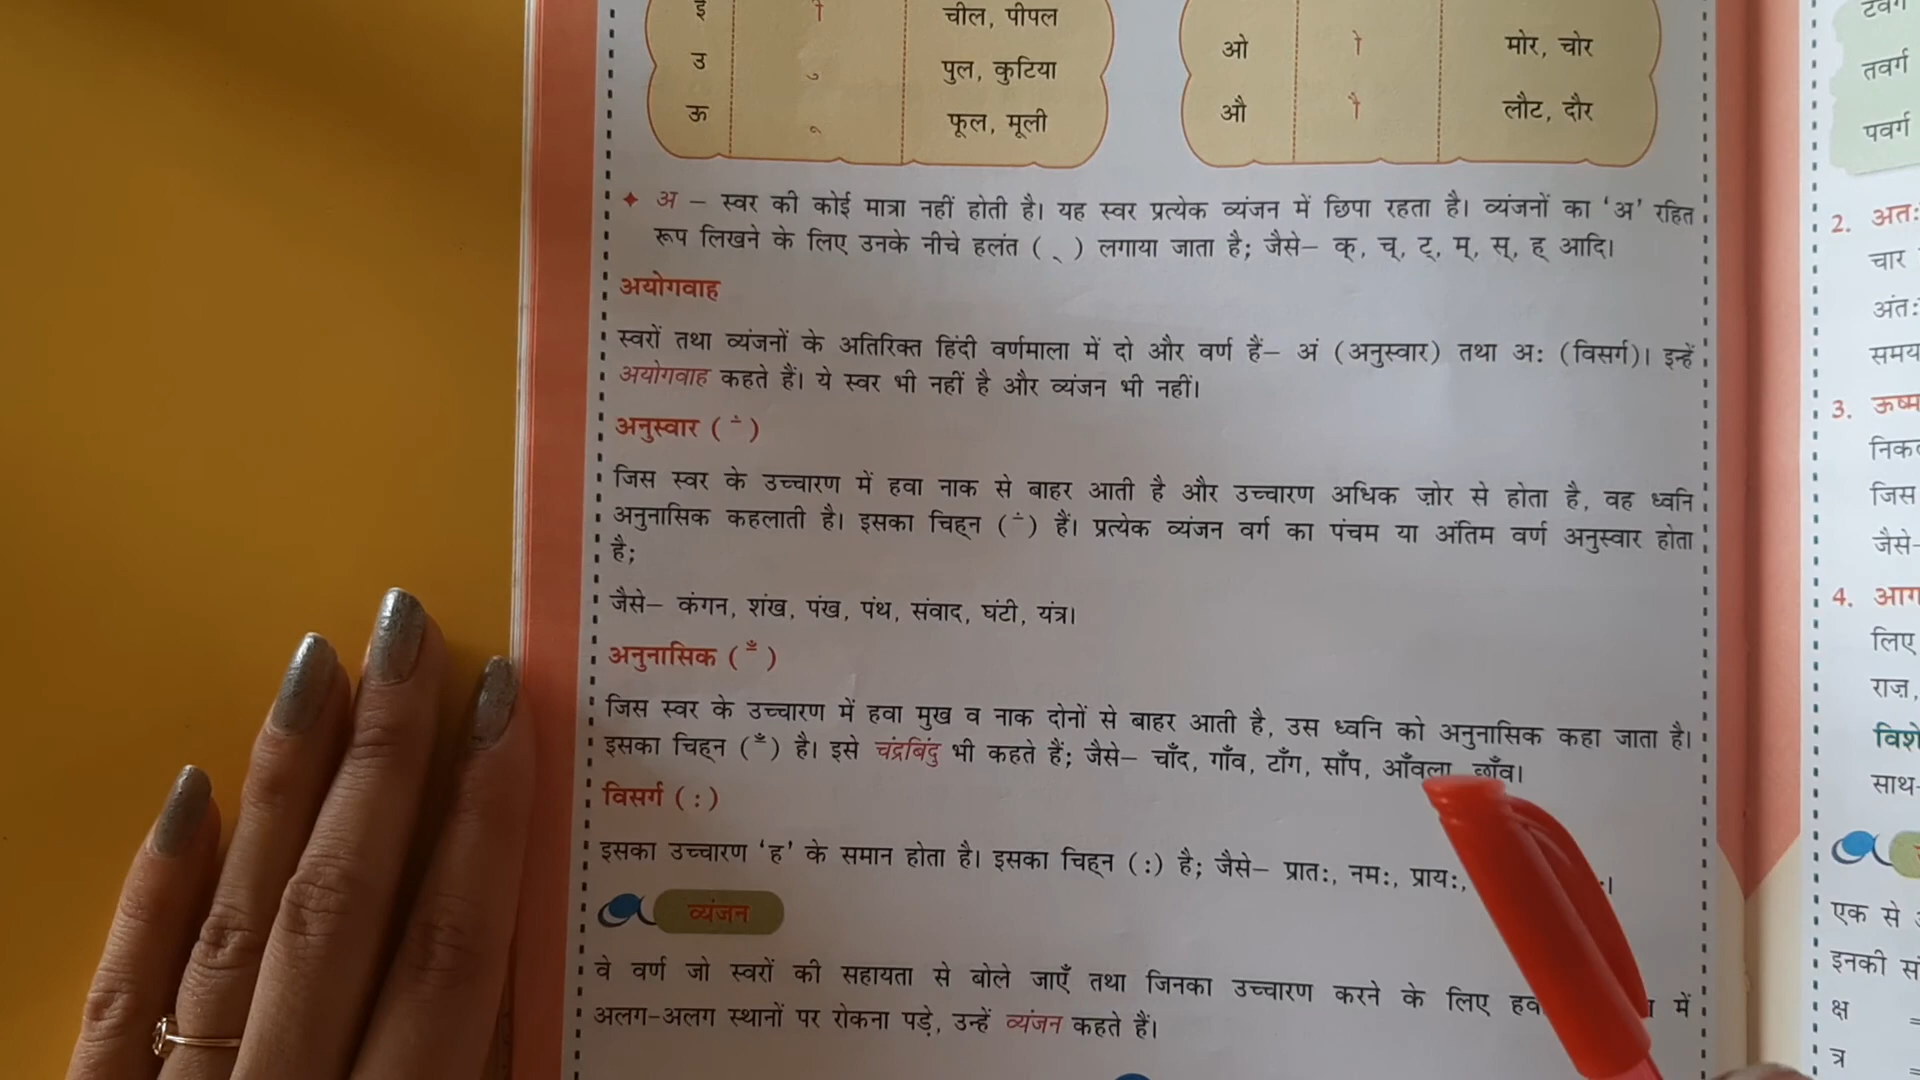 चील, पीपल
उ ु पुल, कुटिया
ऊ ू फूल, मूली
ओ ो मोर, चोर
औ ौ लौट, दौर
✦ अ – स्वर की कोई मात्रा नहीं होती है। यह स्वर प्रत्येक व्यंजन में छिपा रहता है। व्यंजनों का ‘अ’ रहित
रूप लिखने के लिए उनके नीचे हलंत ( ् ) लगाया जाता है; जैसे– क्, च्, ट्, म्, स्, ह् आदि।
अयोगवाह
स्वरों तथा व्यंजनों के अतिरिक्त हिंदी वर्णमाला में दो और वर्ण हैं– अं (अनुस्वार) तथा अः (विसर्ग)। इन्हें
अयोगवाह कहते हैं। ये स्वर भी नहीं है और व्यंजन भी नहीं।
अनुस्वार ( ं )
जिस स्वर के उच्चारण में हवा नाक से बाहर आती है और उच्चारण अधिक ज़ोर से होता है, वह ध्वनि
अनुनासिक कहलाती है। इसका चिह्न ( ं ) हैं। प्रत्येक व्यंजन वर्ग का पंचम या अंतिम वर्ण अनुस्वार होता
है;
जैसे– कंगन, शंख, पंख, पंथ, संवाद, घंटी, यंत्र।
अनुनासिक ( ँ )
जिस स्वर के उच्चारण में हवा मुख व नाक दोनों से बाहर आती है, उस ध्वनि को अनुनासिक कहा जाता है।
इसका चिह्न ( ँ ) है। इसे चंद्रबिंदु भी कहते हैं; जैसे– चाँद, गाँव, टाँग, साँप, आँवला, छाँव।
विसर्ग ( : )
इसका उच्चारण ‘ह’ के समान होता है। इसका चिह्न (:) है; जैसे– प्रातः, नमः, प्रायः,
व्यंजन
वे वर्ण जो स्वरों की सहायता से बोले जाएँ तथा जिनका उच्चारण करने के लिए में
अलग-अलग स्थानों पर रोकना पड़े, उन्हें व्यंजन कहते हैं।
टवर्ग
तवर्ग
पवर्ग
2.
चार
3.
जिस
जैसे-
4.
लिए
राज़,
साथ-
एक से
इनकी
क्ष =
त्र =